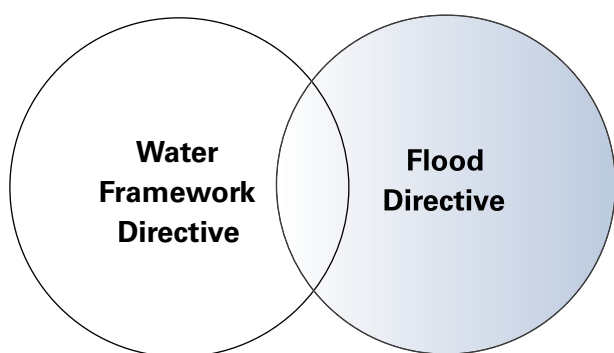 Water
Framework
Directive
Flood
Directive